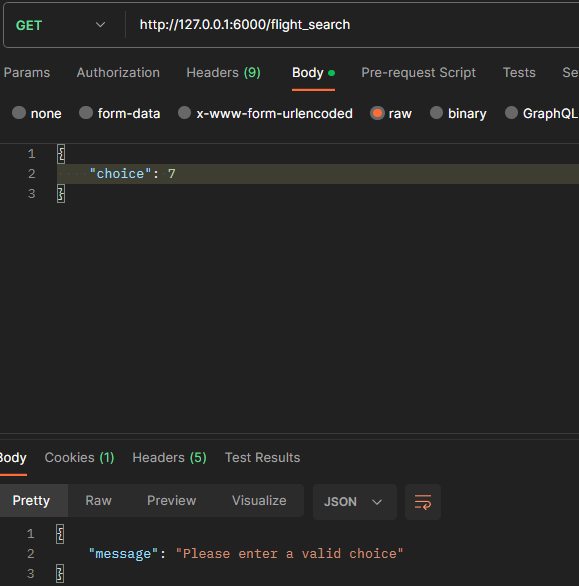 GET http://127.0.0.1:6000/flight_search
Params Authorization Headers (9) Body Pre-request Script Tests Se
none form-data x-www-form-urlencoded raw binary GraphQL
1 {
2 "choice": 7
3 }
Body Cookies (1) Headers (5) Test Results
Pretty Raw Preview Visualize JSON
1 {
2 "message": "Please enter a valid choice"
3 }